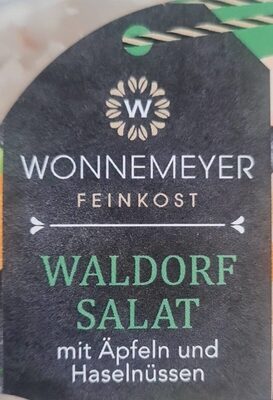 W
WONNEMEYER
FEINKOST
WALDORF
SALAT
mit Äpfeln und
Haselnüssen